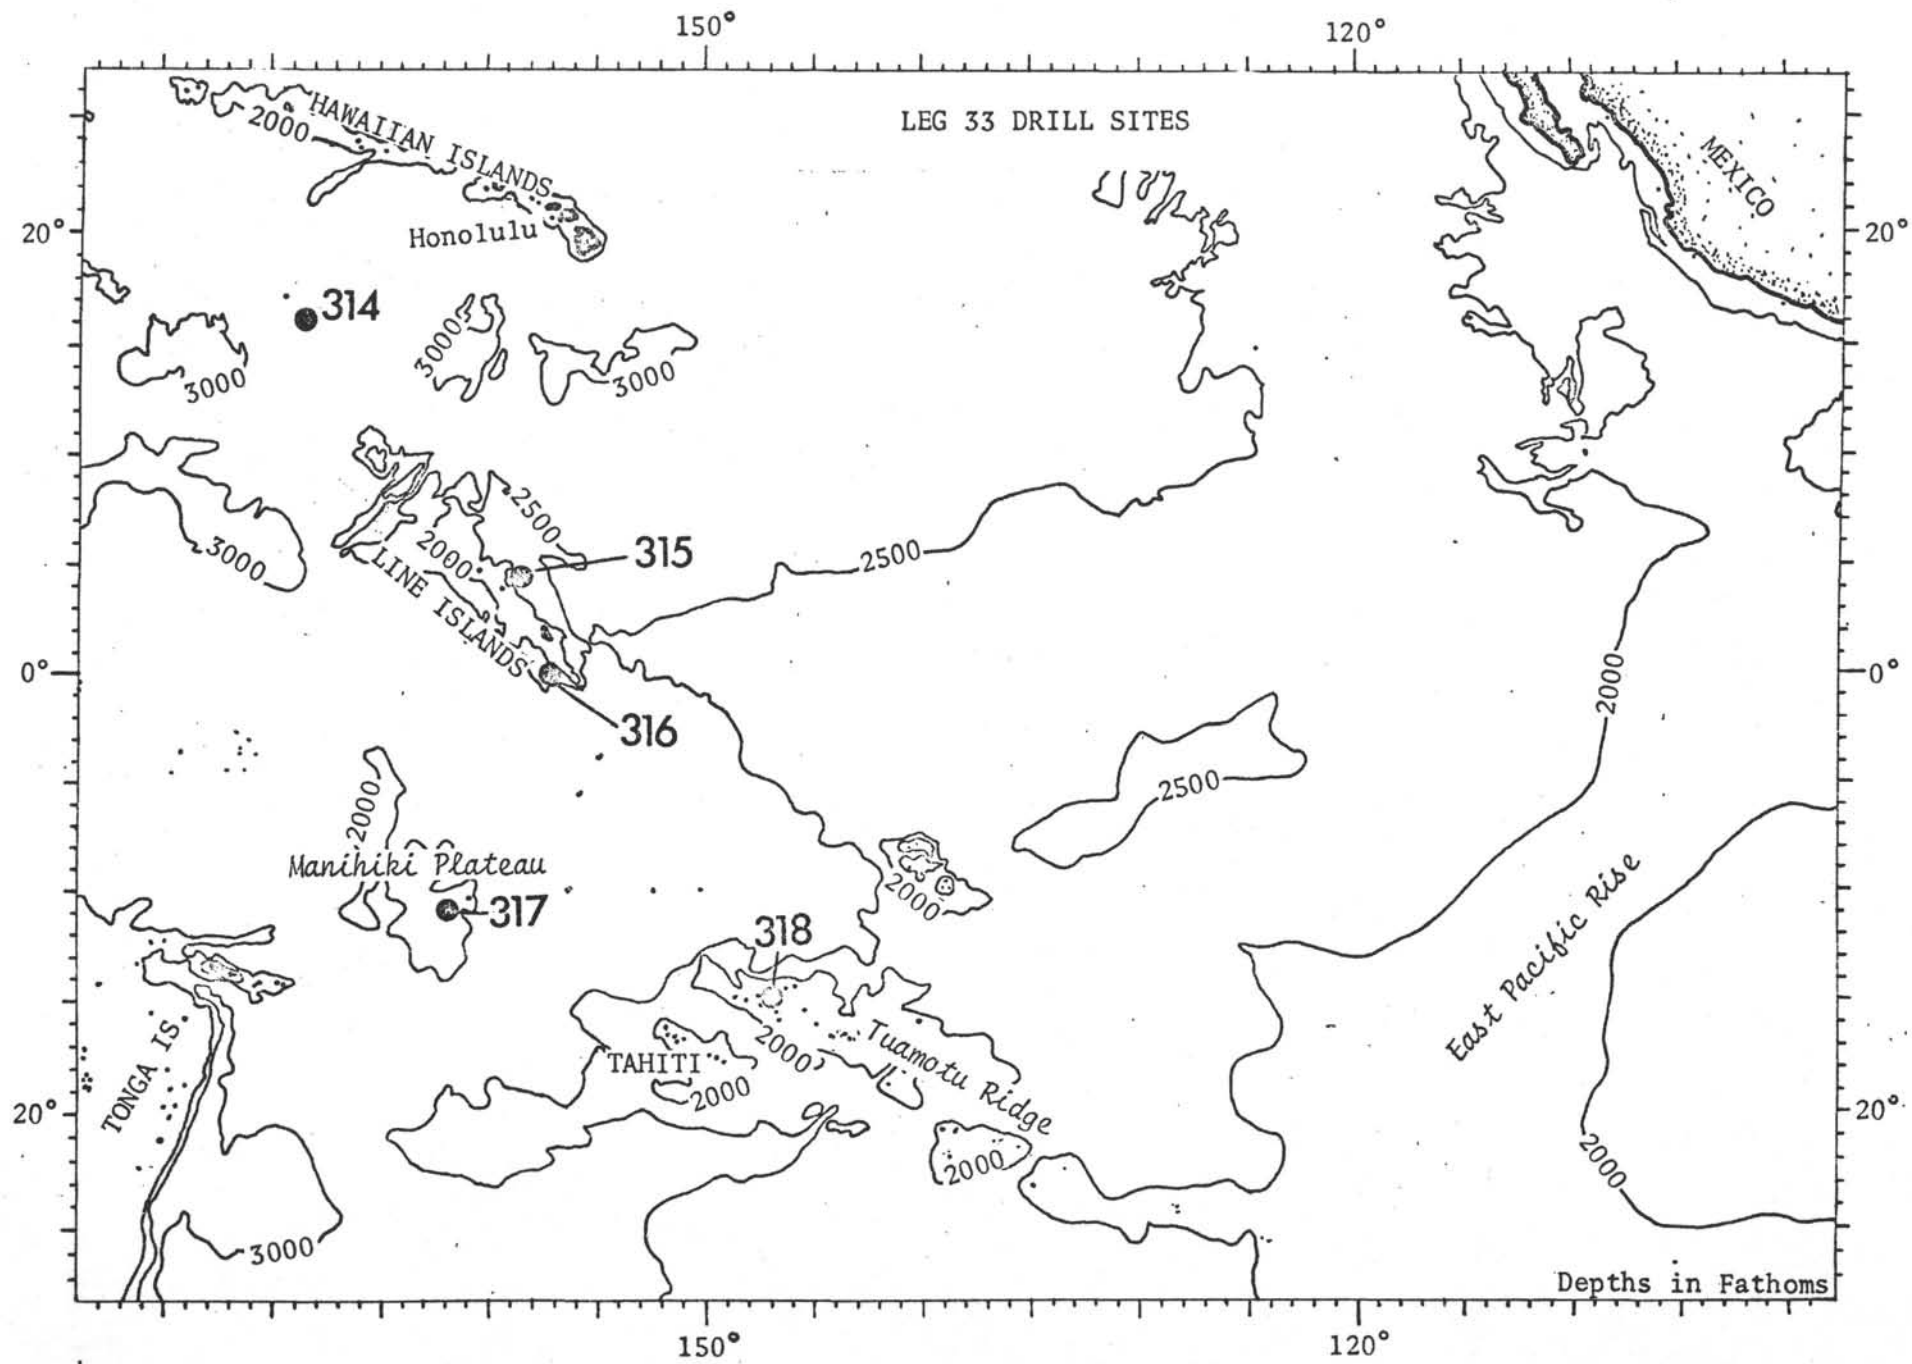 150°
120°
LEG 33 DRILL SITES
HAWAIIAN ISLANDS
2000
MEXICO
20°
Honolulu
20°
314
3000
3000
3000
2500
2000
315
2500
3000
LINE ISLANDS
0°
0°
2000
316
2500
2000
Manihiki Plateau
2000
317
318
East Pacific Rise
TONGA IS
2000
Tuamotu Ridge
TAHITI
2000
20°
20°
2000
2000
3000
Depths in Fathoms
150°
120°